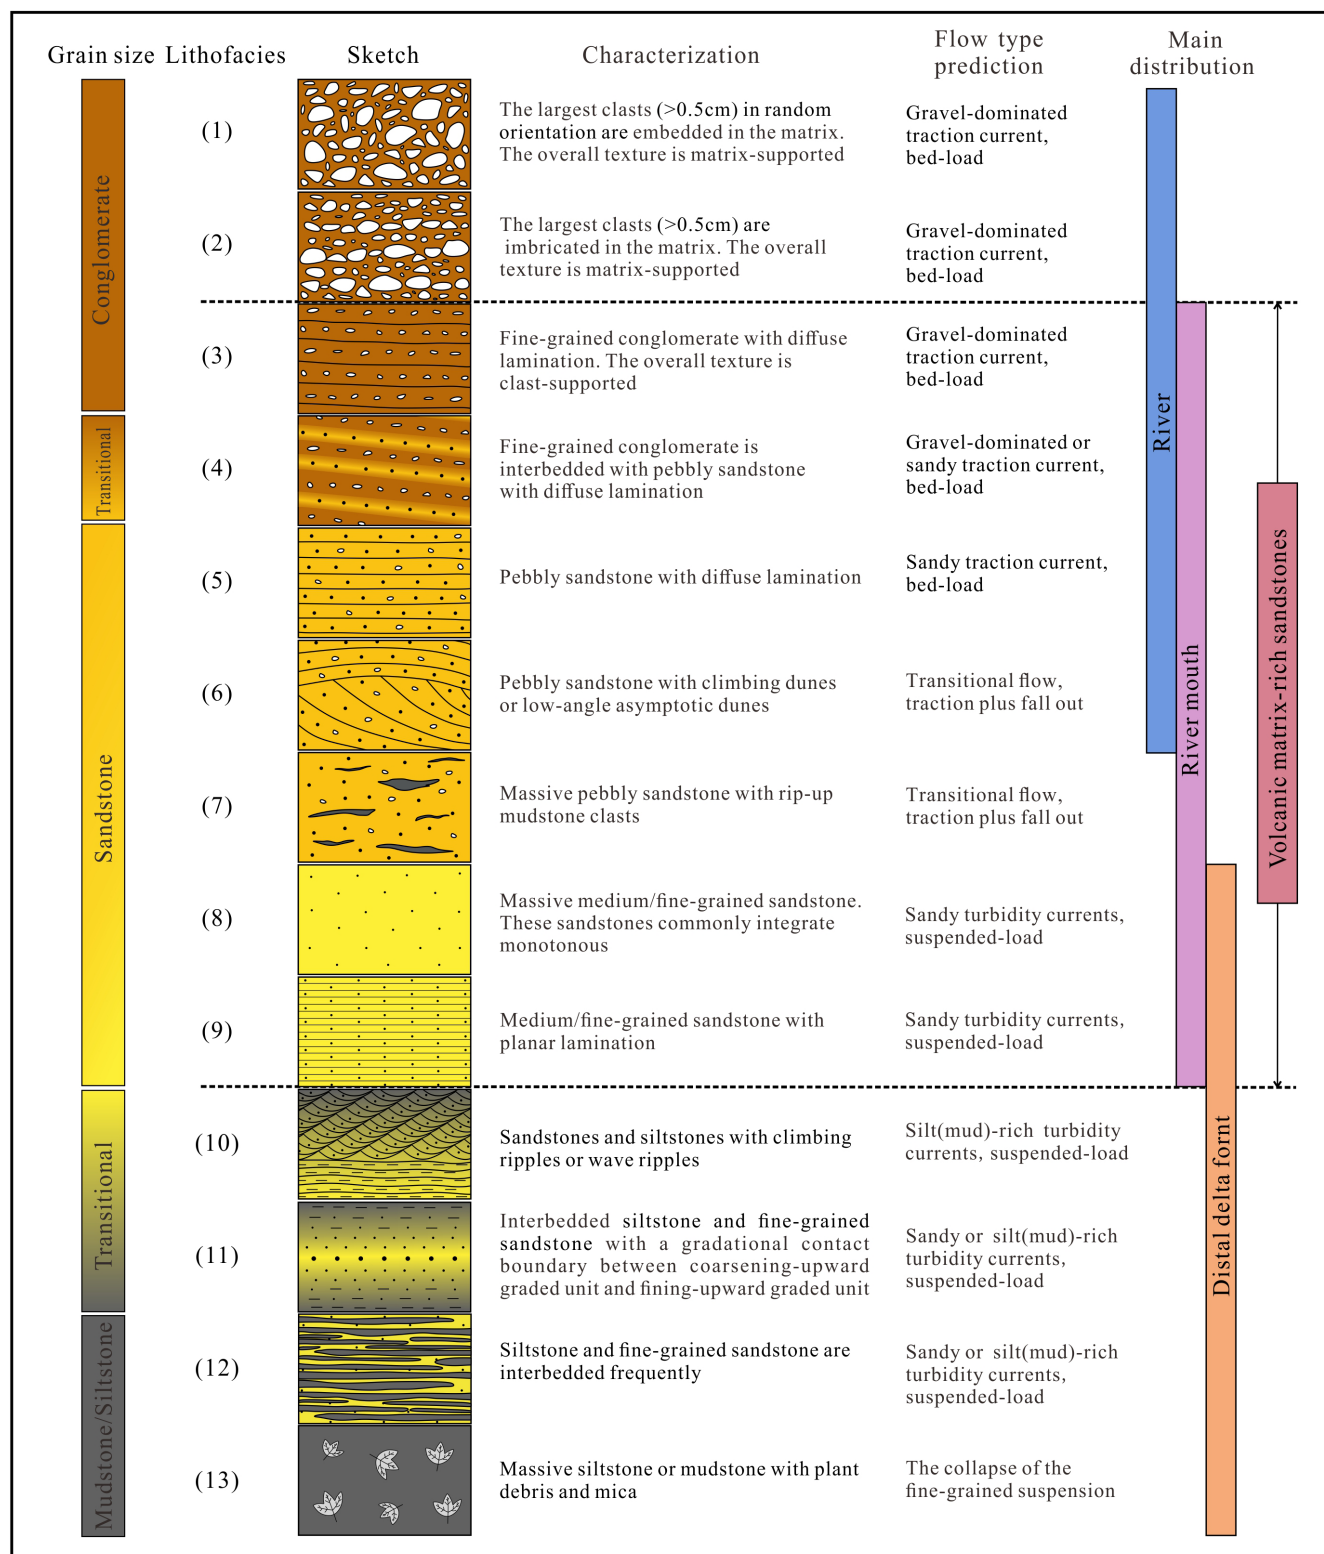 Grain size Lithofacies Sketch Characterization Flow type prediction Main distribution
Conglomerate
Transitional
Sandstone
Transitional
Mudstone/Siltstone
(1)
The largest clasts (>0.5cm) in random
orientation are embedded in the matrix.
The overall texture is matrix-supported
Gravel-dominated
traction current,
bed-load
(2)
The largest clasts (>0.5cm) are
imbricated in the matrix. The overall
texture is matrix-supported
Gravel-dominated
traction current,
bed-load
(3)
Fine-grained conglomerate with diffuse
lamination. The overall texture is
clast-supported
Gravel-dominated
traction current,
bed-load
(4)
Fine-grained conglomerate is
interbedded with pebbly sandstone
with diffuse lamination
Gravel-dominated or
sandy traction current,
bed-load
(5)
Pebbly sandstone with diffuse lamination
Sandy traction current,
bed-load
(6)
Pebbly sandstone with climbing dunes
or low-angle asymptotic dunes
Transitional flow,
traction plus fall out
(7)
Massive pebbly sandstone with rip-up
mudstone clasts
Transitional flow,
traction plus fall out
(8)
Massive medium/fine-grained sandstone.
These sandstones commonly integrate
monotonous
Sandy turbidity currents,
suspended-load
(9)
Medium/fine-grained sandstone with
planar lamination
Sandy turbidity currents,
suspended-load
(10)
Sandstones and siltstones with climbing
ripples or wave ripples
Silt(mud)-rich turbidity
currents, suspended-load
(11)
Interbedded siltstone and fine-grained
sandstone with a gradational contact
boundary between coarsening-upward
graded unit and fining-upward graded unit
Sandy or silt(mud)-rich
turbidity currents,
suspended-load
(12)
Siltstone and fine-grained sandstone are
interbedded frequently
Sandy or silt(mud)-rich
turbidity currents,
suspended-load
(13)
Massive siltstone or mudstone with plant
debris and mica
The collapse of the
fine-grained suspension
River
River mouth
Distal delta fornt
Volcanic matrix-rich sandstones